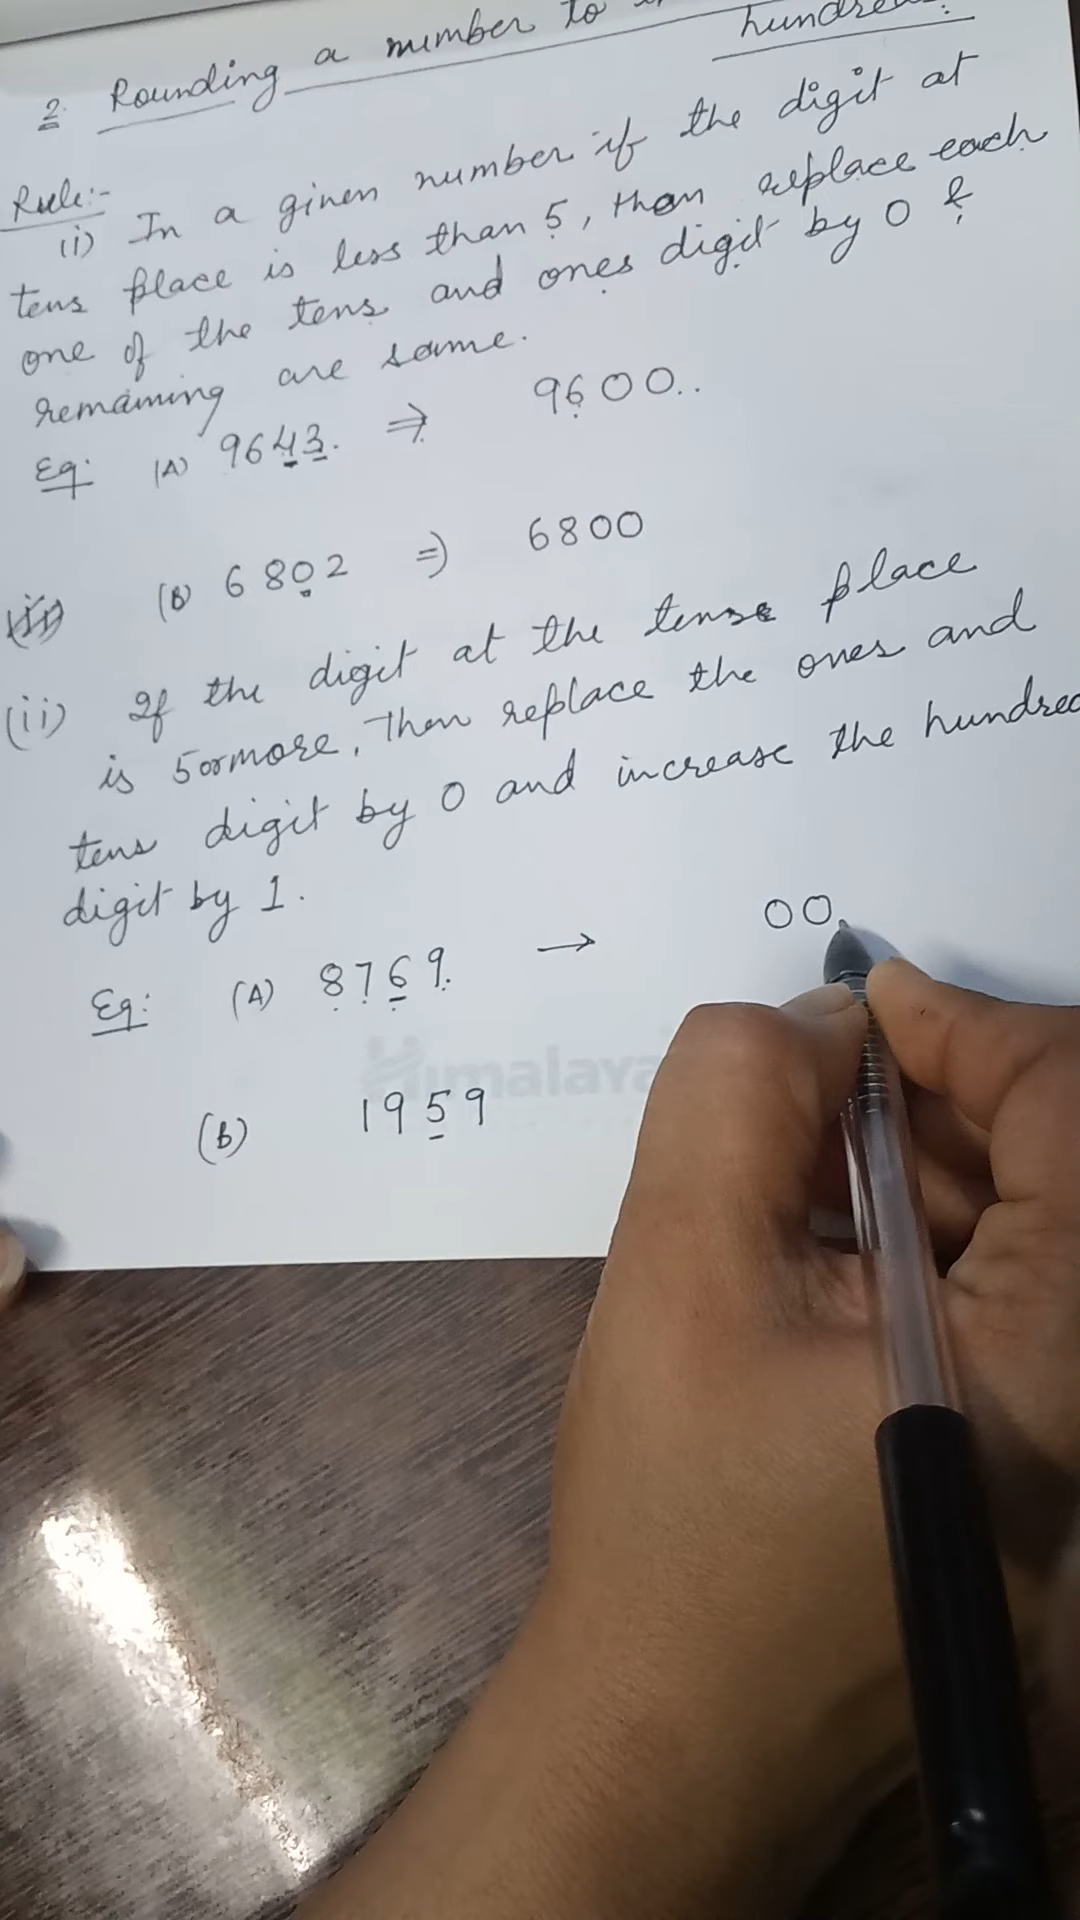 2. Rounding a number to
hundred:
Rule:-
(i) In a given number if the digit at
tens place is less than 5, then replace each
one of the tens and ones digit by 0 &
remaining are same.
Eg: (A) 9643. ⇒ 9600..
(B) 6802 ⇒ 6800
(ii) If the digit at the tens place
is 5 or more, then replace the ones and
tens digit by 0 and increase the hundred
digit by 1.
Eg: (A) 8769. → 00
(b) 1959
Himalaya